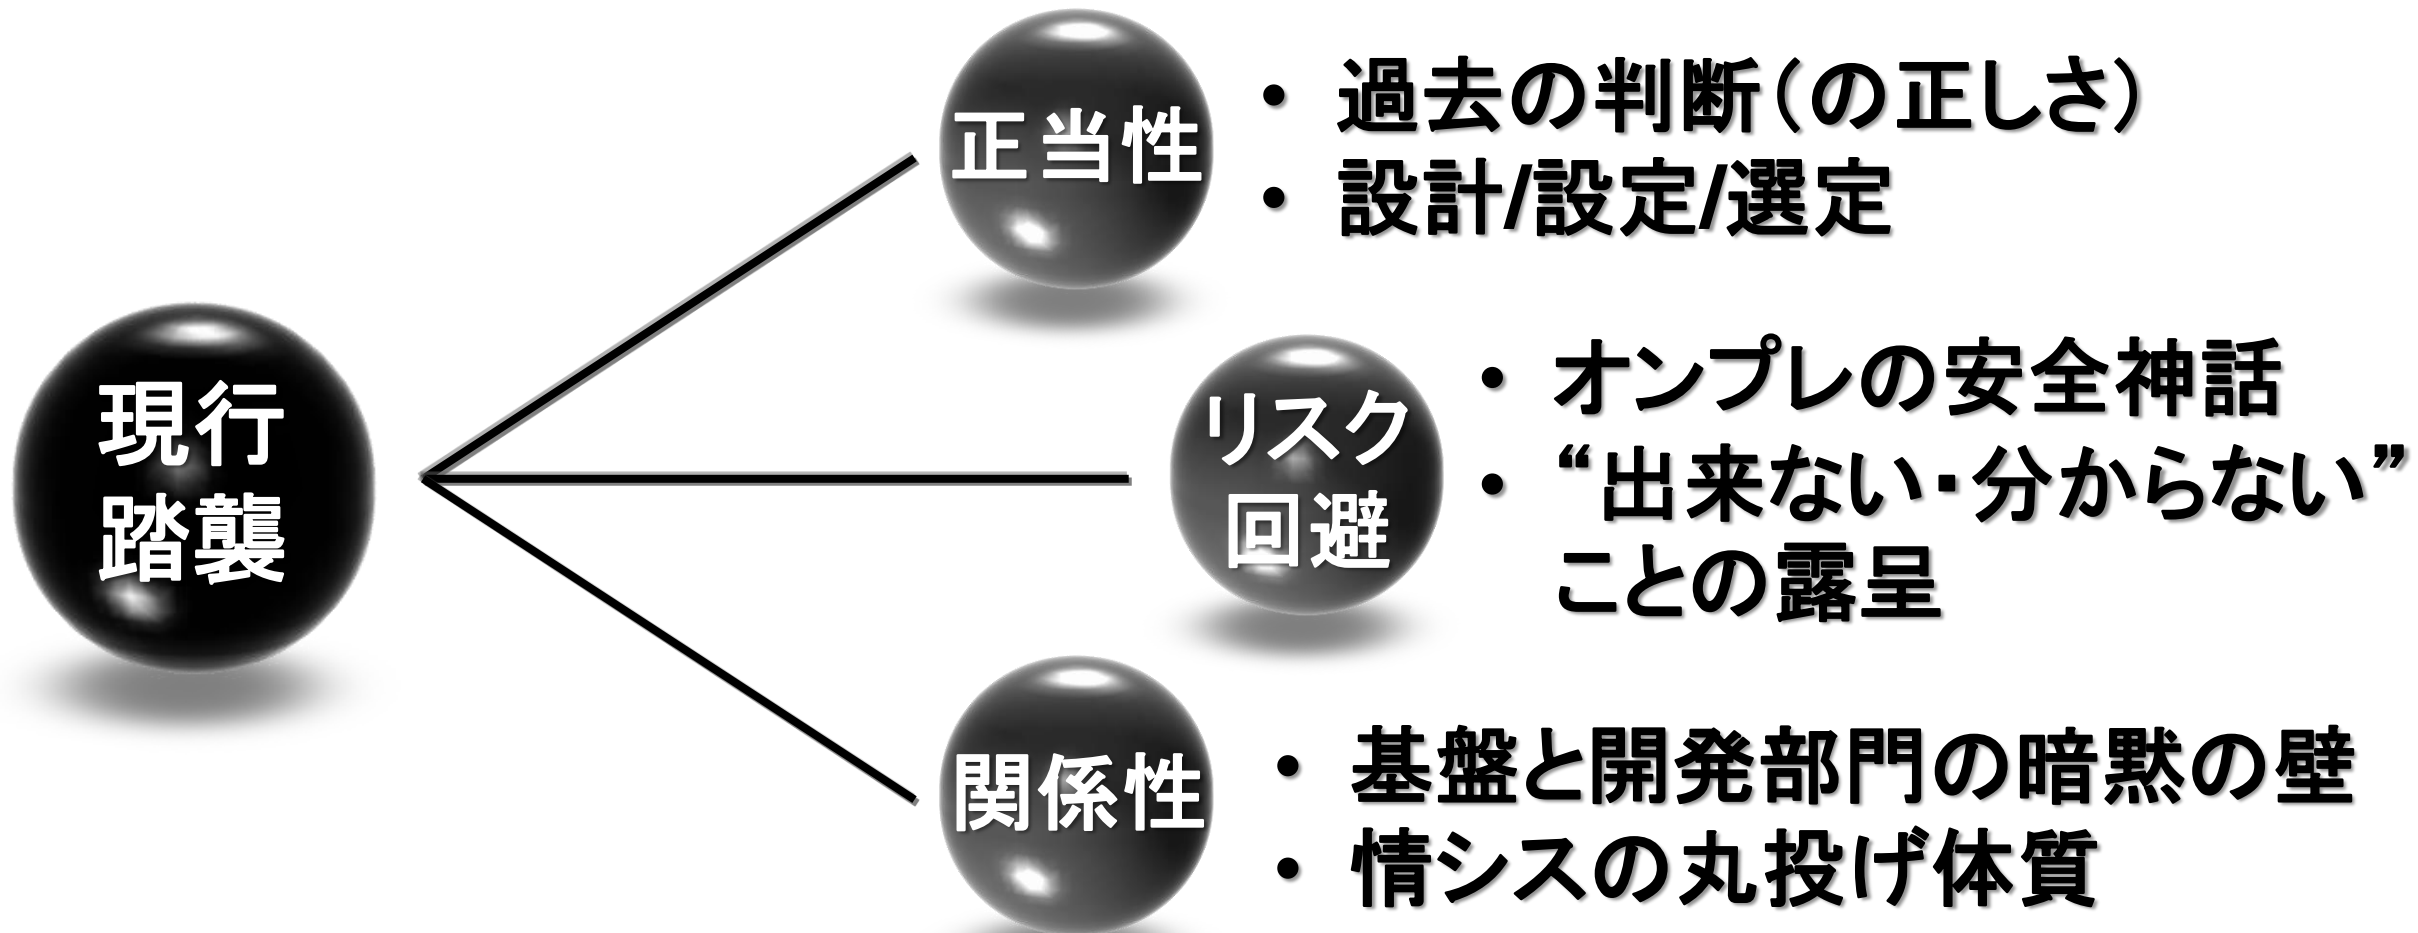 現行
踏襲
正当性
• 過去の判断（の正しさ）
• 設計/設定/選定
リスク
回避
• オンプレの安全神話
• “出来ない・分からない”
ことの露呈
関係性
• 基盤と開発部門の暗黙の壁
• 情シスの丸投げ体質